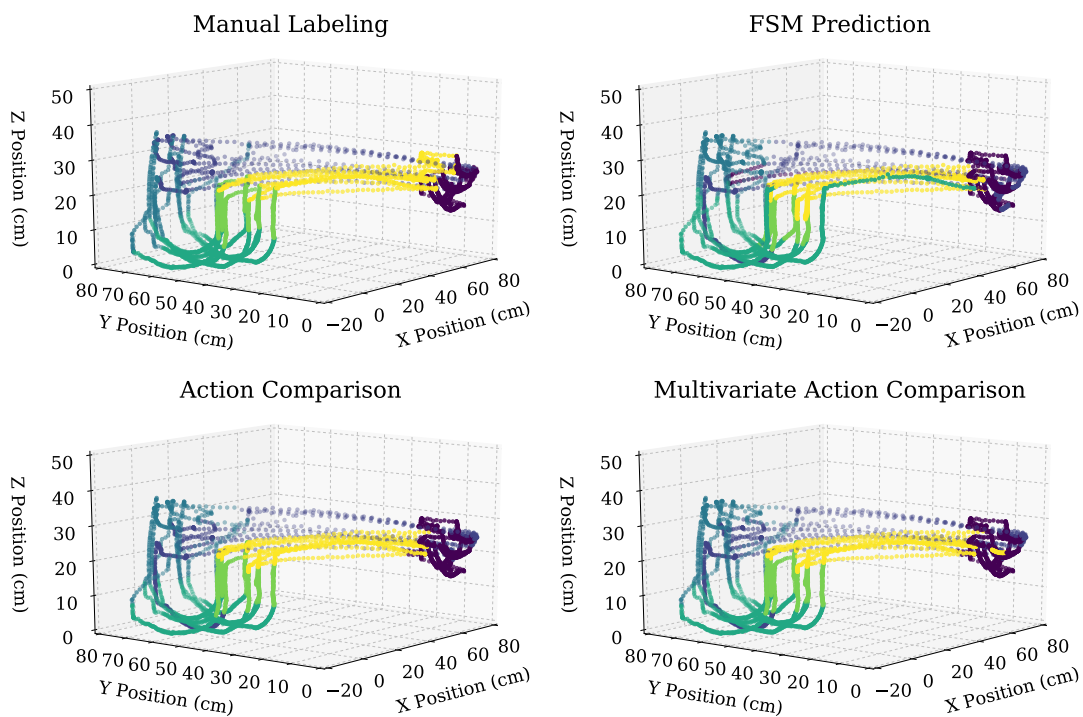 Manual Labeling
FSM Prediction
50
40
30
20
10
0
Z Position (cm)
80 70 60 50 40 30 20 10 0
Y Position (cm)
−20 0 20 40 60 80
X Position (cm)
50
40
30
20
10
0
Z Position (cm)
80 70 60 50 40 30 20 10 0
Y Position (cm)
−20 0 20 40 60 80
X Position (cm)
Action Comparison
Multivariate Action Comparison
50
40
30
20
10
0
Z Position (cm)
80 70 60 50 40 30 20 10 0
Y Position (cm)
−20 0 20 40 60 80
X Position (cm)
50
40
30
20
10
0
Z Position (cm)
80 70 60 50 40 30 20 10 0
Y Position (cm)
−20 0 20 40 60 80
X Position (cm)